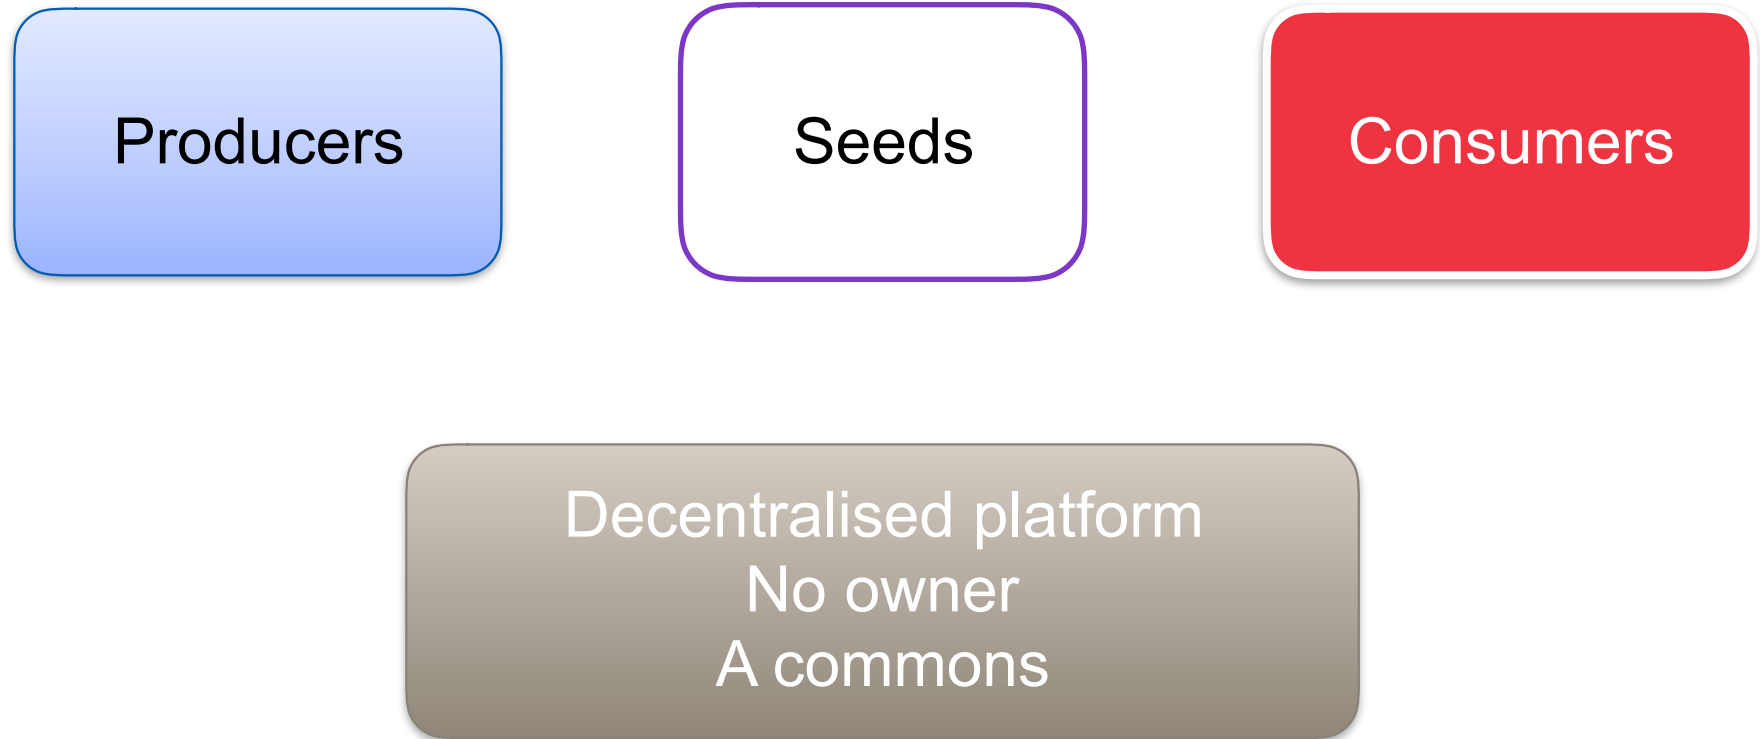 Producers
Seeds
Consumers
Decentralised platform
No owner
A commons